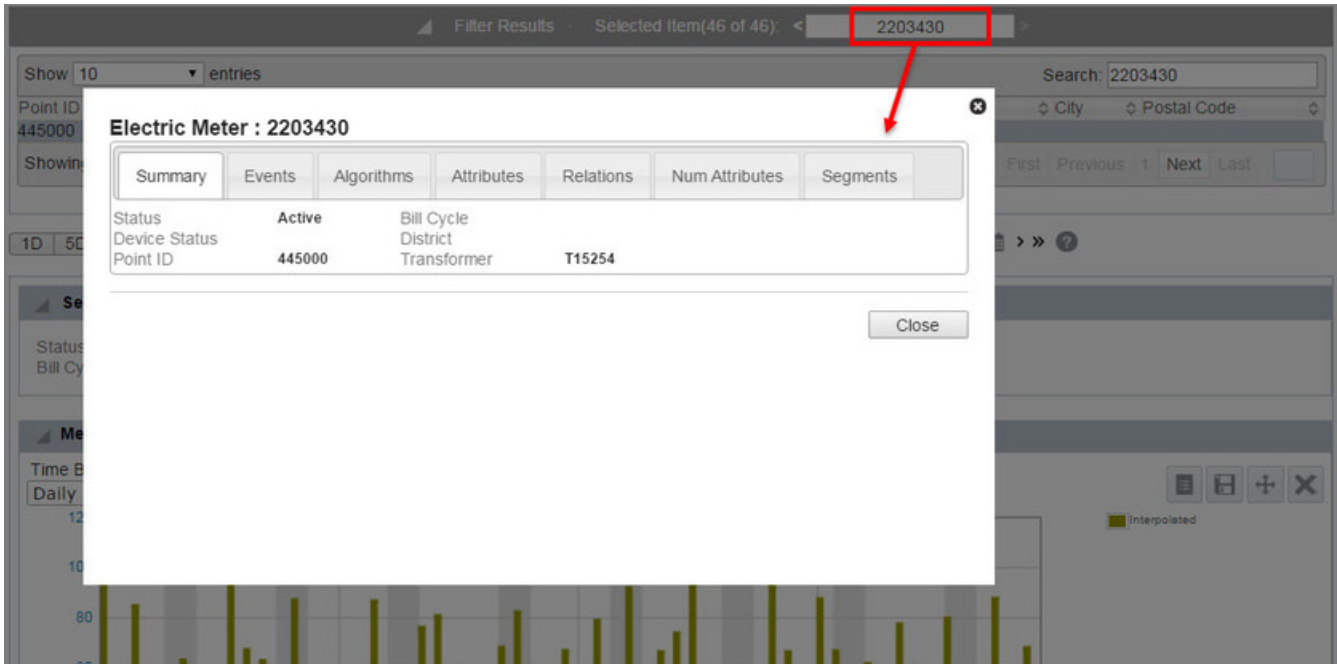 Filter Results - Selected Item(46 of 46): < 2203430 >
Show 10 entries Search: 2203430
Point ID City Postal Code
445000
Showin First Previous 1 Next Last
Electric Meter : 2203430
Summary Events Algorithms Attributes Relations Num Attributes Segments
Status Active Bill Cycle
Device Status District
Point ID 445000 Transformer T15254
Close
1D 5D > »  ?
Se
Status
Bill Cy
Me
Time B
Daily
Interpolated
12
10
80